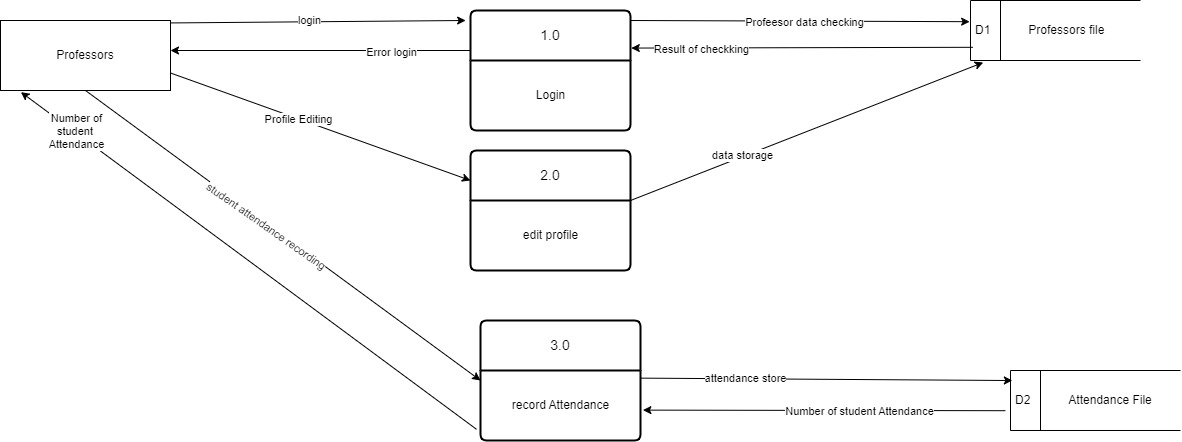 login
Profeesor data checking
1.0
D1
Professors file
Professors
Error login
Result of checkking
Login
Number of
student
Attendance
Profile Editing
data storage
2.0
student attendance recording
edit profile
3.0
attendance store
record Attendance
D2
Attendance File
Number of student Attendance